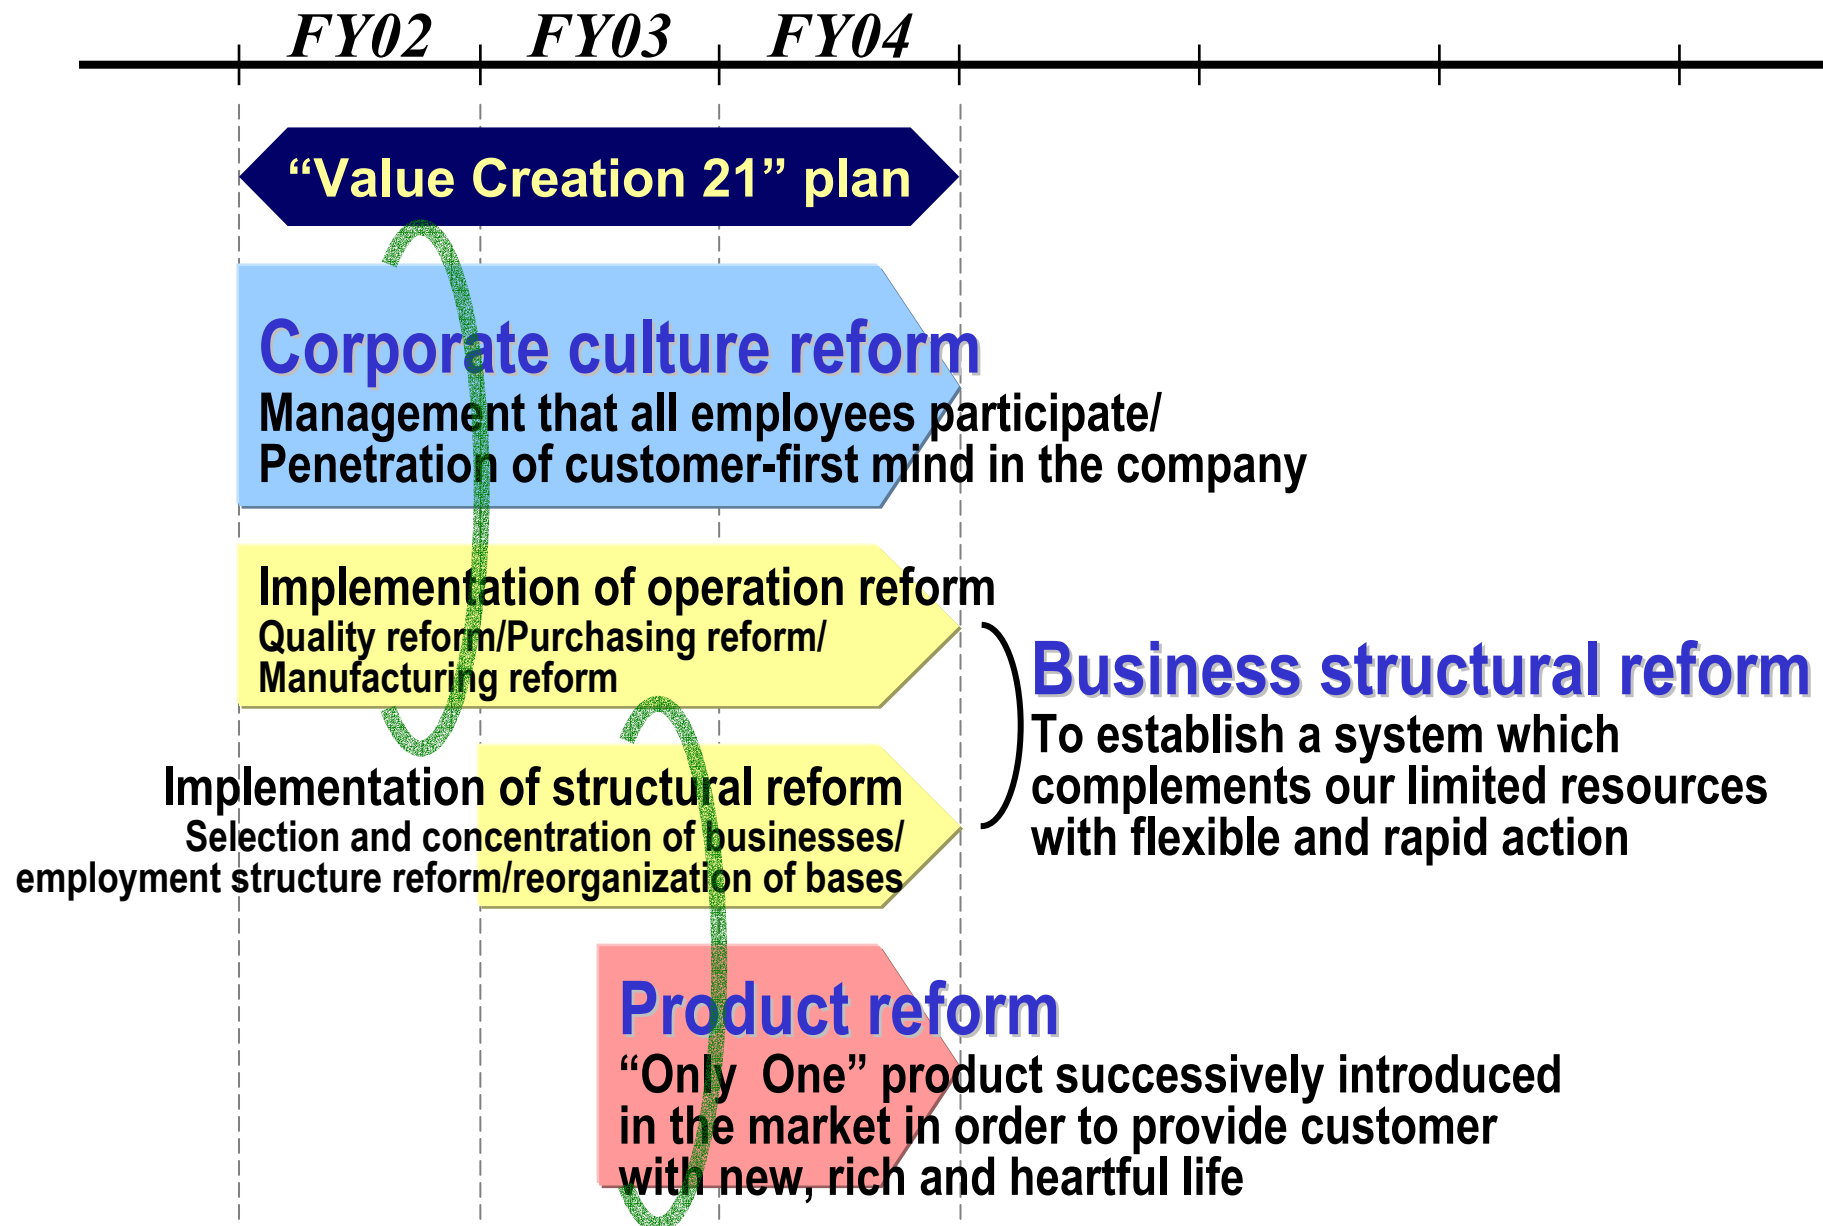 FY02 FY03 FY04
“Value Creation 21” plan
Corporate culture reform
Management that all employees participate/
Penetration of customer-first mind in the company
Implementation of operation reform
Quality reform/Purchasing reform/
Manufacturing reform
Business structural reform
To establish a system which
complements our limited resources
with flexible and rapid action
Implementation of structural reform
Selection and concentration of businesses/
employment structure reform/reorganization of bases
Product reform
“Only One” product successively introduced
in the market in order to provide customer
with new, rich and heartful life